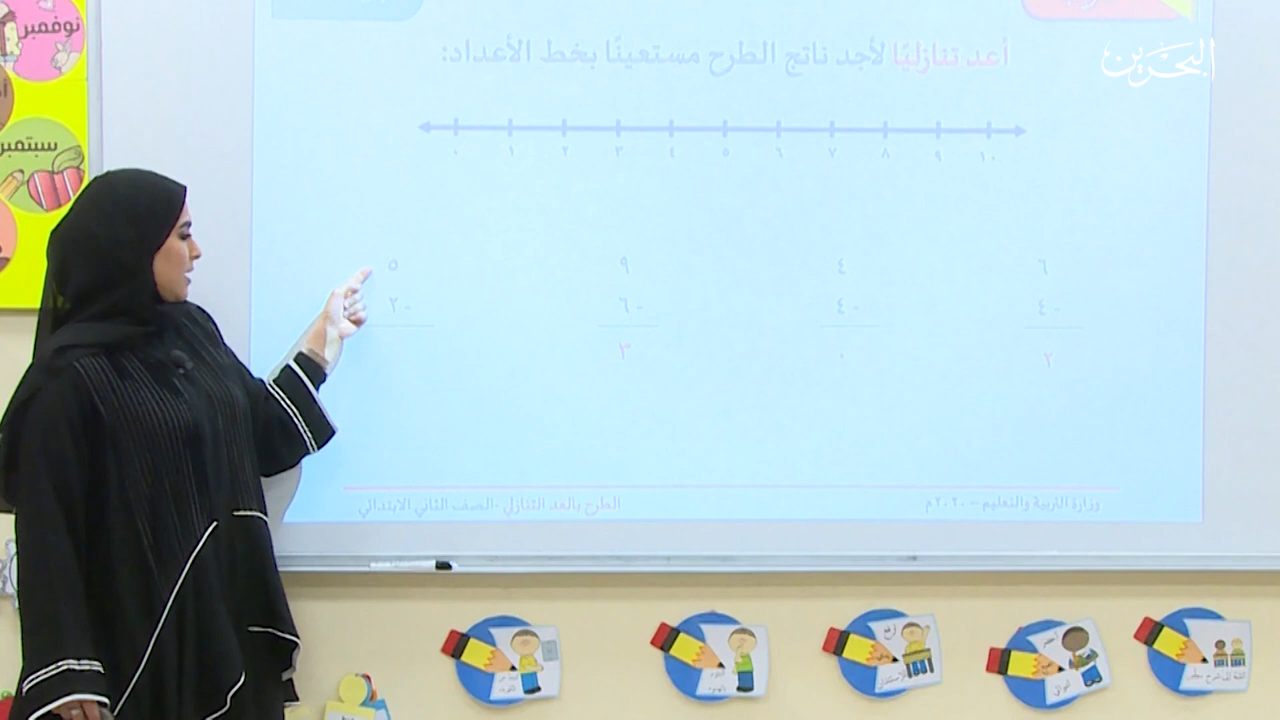 نوفمبر
سبتمبر
البحرين
أعد تنازليًا لأجد ناتج الطرح مستعينًا بخط الأعداد:
٠ ١ ٢ ٣ ٤ ٥ ٦ ٧ ٨ ٩ ١٠
٥ ٩ ٤ ٦
٢- ٦- ٤- ٤-
٣ ٠ ٢
وزارة التربية والتعليم – ٢٠٢٠م
الطرح بالعد التنازلي -الصف الثاني الابتدائي